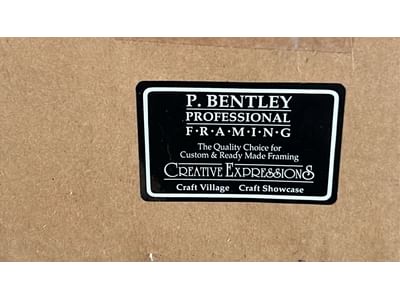 P. BENTLEY
PROFESSIONAL
F·R·A·M·I·N·G
The Quality Choice for
Custom & Ready Made Framing
CREATIVE EXPRESSIONS
Craft Village Craft Showcase